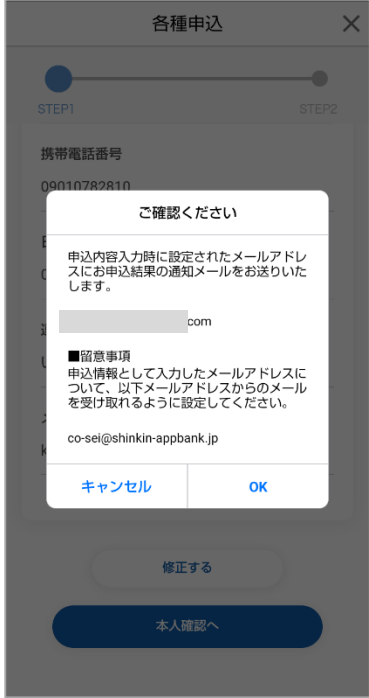 各種申込
STEP1
STEP2
携帯電話番号
09010782810
ご確認ください
申込内容入力時に設定されたメールアドレ
スにお申込結果の通知メールをお送りいた
します。
com
■留意事項
申込情報として入力したメールアドレスに
ついて、以下メールアドレスからのメール
を受け取れるように設定してください。
co-sei@shinkin-appbank.jp
キャンセル
OK
修正する
本人確認へ